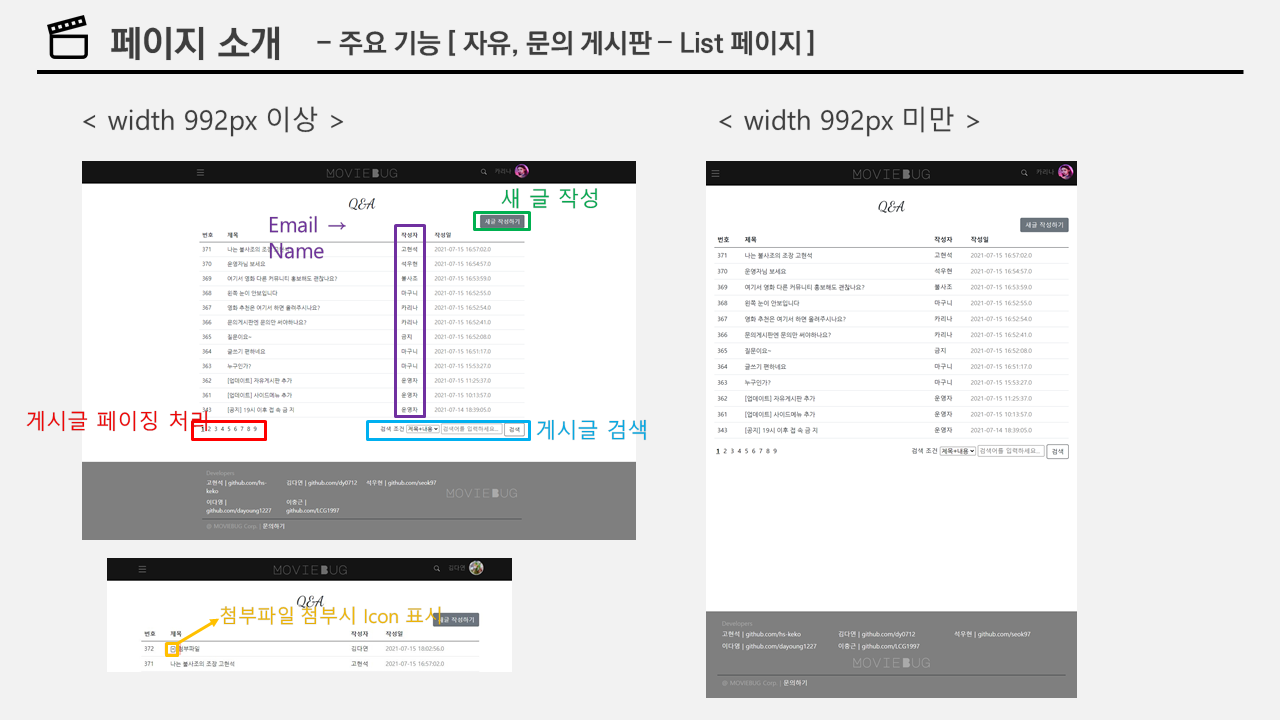 페이지 소개 - 주요 기능 [ 자유, 문의 게시판 – List 페이지 ]
< width 992px 이상 >
MOVIEBUG 카리나
Q&A
새 글 작성
새글 작성하기
Email → Name
번호 제목 작성자 작성일
371 나는 불사조의 조장 고현석 2021-07-15 16:57:02.0
370 운영자님 보세요 석우현 2021-07-15 16:54:57.0
369 여기서 영화 다른 커뮤니티 홍보해도 괜찮나요? 불사조 2021-07-15 16:53:59.0
368 왼쪽 눈이 안보입니다 마구니 2021-07-15 16:52:55.0
367 영화 추천은 여기서 하면 올려주시나요? 카리나 2021-07-15 16:52:54.0
366 문의게시판엔 문의만 써야하나요? 카리나 2021-07-15 16:52:41.0
365 질문이요~ 금지 2021-07-15 16:52:08.0
364 글쓰기 편하네요 마구니 2021-07-15 16:51:17.0
363 누구인가? 마구니 2021-07-15 15:53:27.0
362 [업데이트] 자유게시판 추가 운영자 2021-07-15 11:25:37.0
361 [업데이트] 사이드메뉴 추가 운영자 2021-07-15 10:13:57.0
343 [공지] 19시 이후 접 속 금 지 운영자 2021-07-14 18:39:05.0
게시글 페이징 처리
1 2 3 4 5 6 7 8 9 검색 조건 제목+내용 검색어를 입력하세요.. 검색
게시글 검색
Developers
고현석 | github.com/hs-keko 김다연 | github.com/dy0712 석우현 | github.com/seok97
이다영 | github.com/dayoung1227 이중근 | github.com/LCG1997
MOVIEBUG
@ MOVIEBUG Corp. | 문의하기
MOVIEBUG 김다연
Q&A
첨부파일 첨부시 Icon 표시
새글 작성하기
번호 제목 작성자 작성일
372 첨부파일 김다연 2021-07-15 18:02:56.0
371 나는 불사조의 조장 고현석 고현석 2021-07-15 16:57:02.0
< width 992px 미만 >
MOVIEBUG 카리나
Q&A
새글 작성하기
번호 제목 작성자 작성일
371 나는 불사조의 조장 고현석 고현석 2021-07-15 16:57:02.0
370 운영자님 보세요 석우현 2021-07-15 16:54:57.0
369 여기서 영화 다른 커뮤니티 홍보해도 괜찮나요? 불사조 2021-07-15 16:53:59.0
368 왼쪽 눈이 안보입니다 마구니 2021-07-15 16:52:55.0
367 영화 추천은 여기서 하면 올려주시나요? 카리나 2021-07-15 16:52:54.0
366 문의게시판엔 문의만 써야하나요? 카리나 2021-07-15 16:52:41.0
365 질문이요~ 금지 2021-07-15 16:52:08.0
364 글쓰기 편하네요 마구니 2021-07-15 16:51:17.0
363 누구인가? 마구니 2021-07-15 15:53:27.0
362 [업데이트] 자유게시판 추가 운영자 2021-07-15 11:25:37.0
361 [업데이트] 사이드메뉴 추가 운영자 2021-07-15 10:13:57.0
343 [공지] 19시 이후 접 속 금 지 운영자 2021-07-14 18:39:05.0
1 2 3 4 5 6 7 8 9 검색 조건 제목+내용 검색어를 입력하세요.. 검색
Developers
고현석 | github.com/hs-keko 김다연 | github.com/dy0712 석우현 | github.com/seok97
이다영 | github.com/dayoung1227 이중근 | github.com/LCG1997
MOVIEBUG
@ MOVIEBUG Corp. | 문의하기